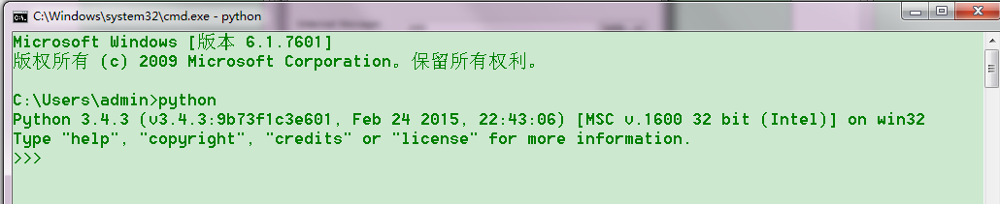 C:\Windows\system32\cmd.exe - python
Microsoft Windows [版本 6.1.7601]
版权所有 (c) 2009 Microsoft Corporation。保留所有权利。
C:\Users\admin>python
Python 3.4.3 (v3.4.3:9b73f1c3e601, Feb 24 2015, 22:43:06) [MSC v.1600 32 bit (Intel)] on win32
Type "help", "copyright", "credits" or "license" for more information.
>>>